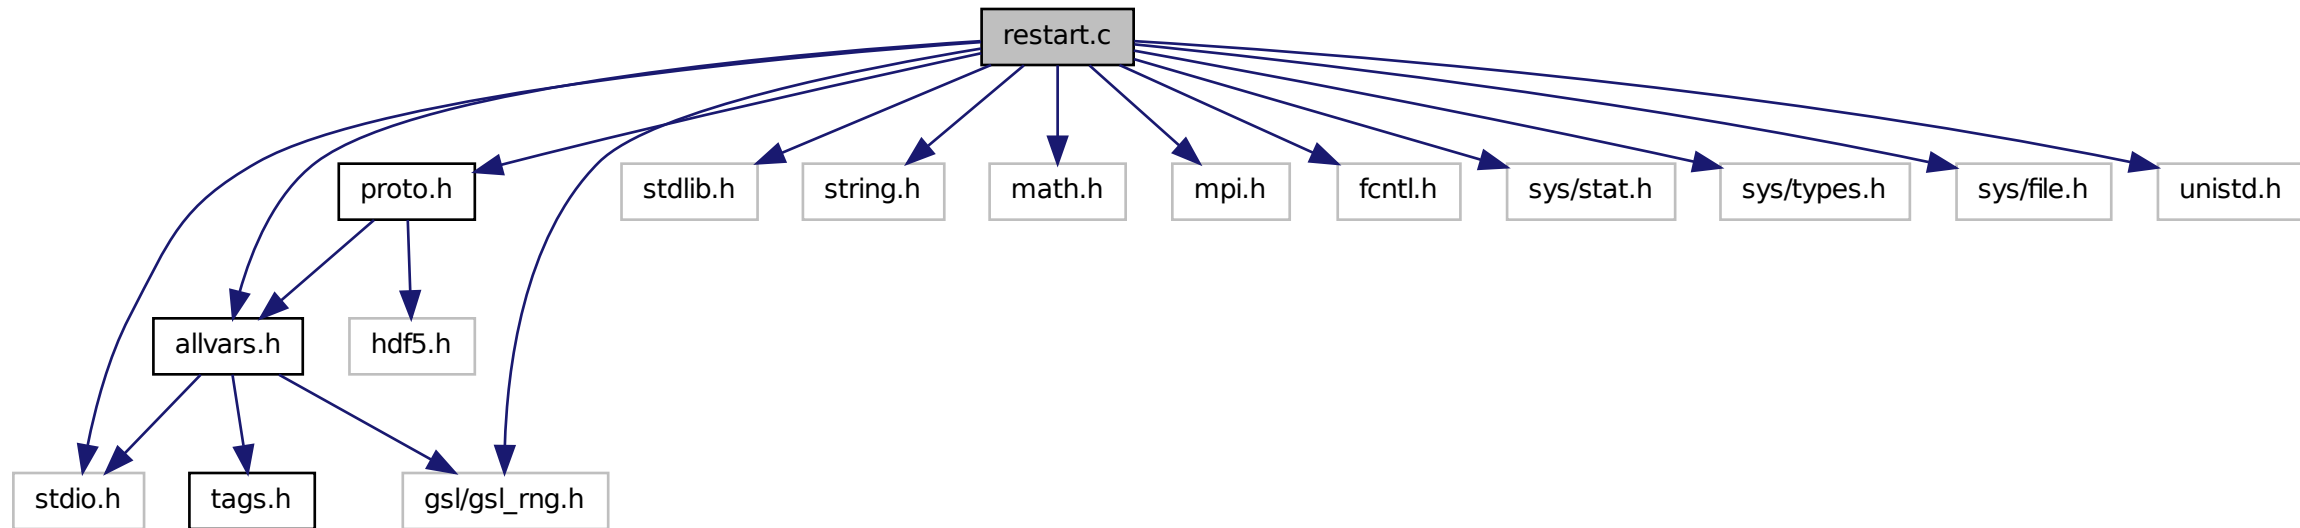 restart.c
proto.h
stdlib.h
string.h
math.h
mpi.h
fcntl.h
sys/stat.h
sys/types.h
sys/file.h
unistd.h
allvars.h
hdf5.h
stdio.h
tags.h
gsl/gsl_rng.h